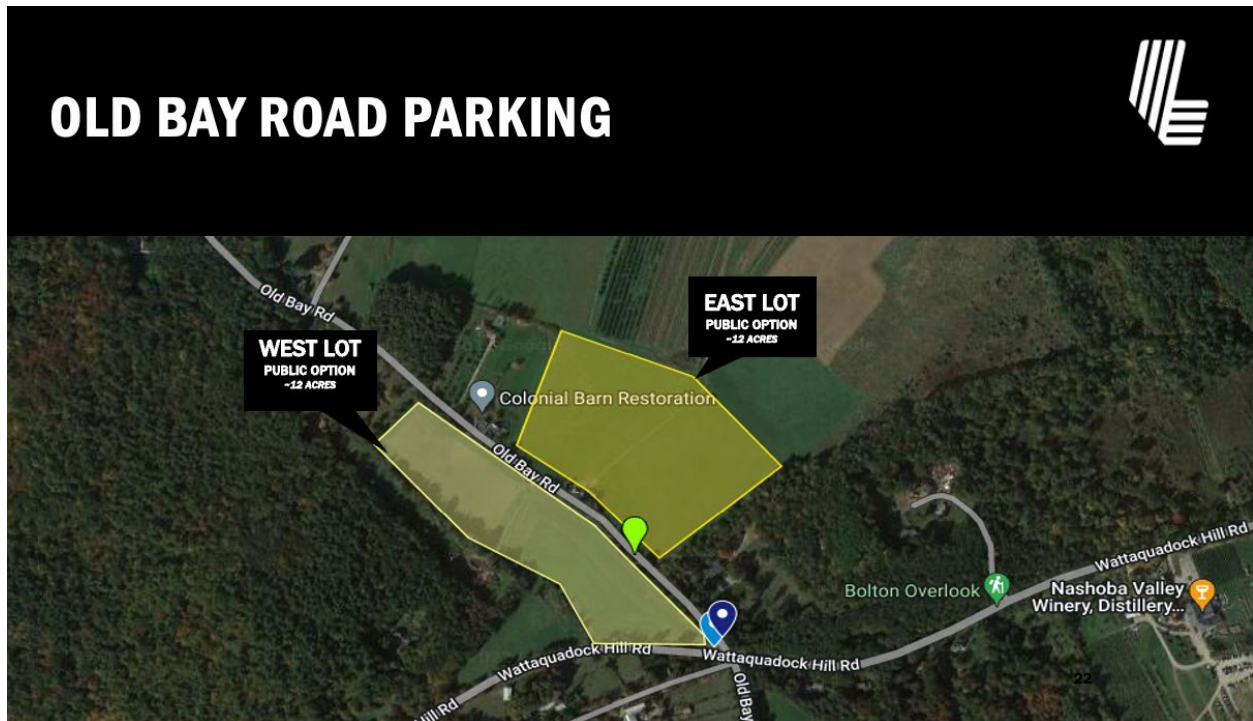 OLD BAY ROAD PARKING
Old Bay Rd
EAST LOT
PUBLIC OPTION
~12 ACRES
WEST LOT
PUBLIC OPTION
~12 ACRES
Colonial Barn Restoration
Old Bay Rd
Wattaquadock Hill Rd
Bolton Overlook
Nashoba Valley
Winery, Distillery...
Wattaquadock Hill Rd
Wattaquadock Hill Rd
22
Old Bay
Hill Rd